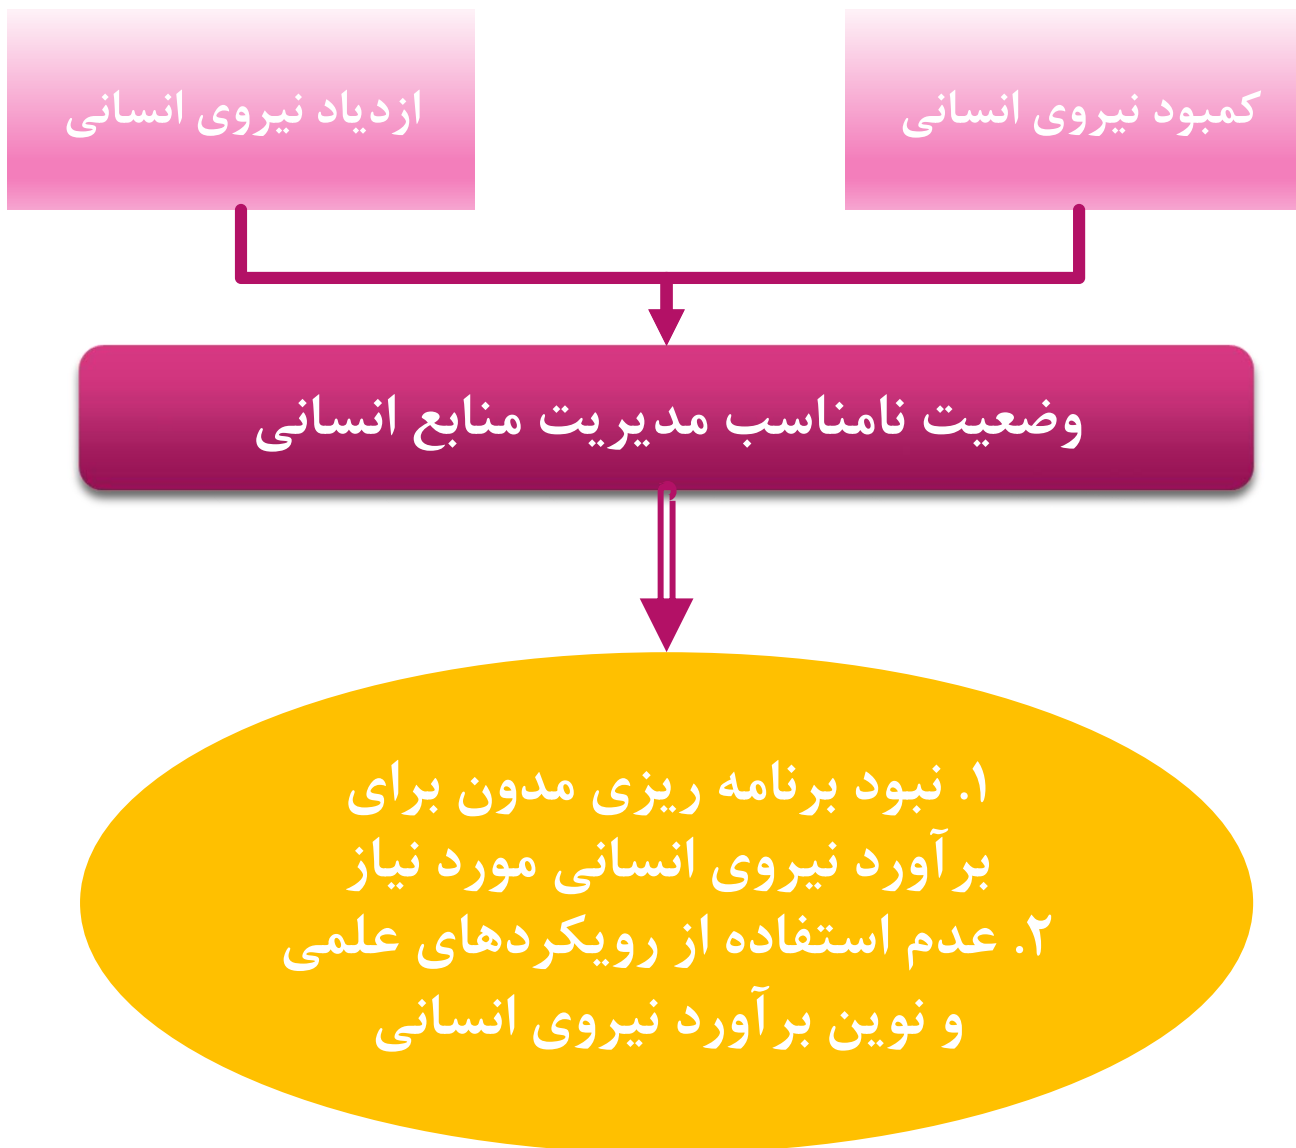 کمبود نیروی انسانی
ازدیاد نیروی انسانی
وضعیت نامناسب مدیریت منابع انسانی
۱. نبود برنامه ریزی مدون برای
برآورد نیروی انسانی مورد نیاز
۲. عدم استفاده از رویکردهای علمی
و نوین برآورد نیروی انسانی